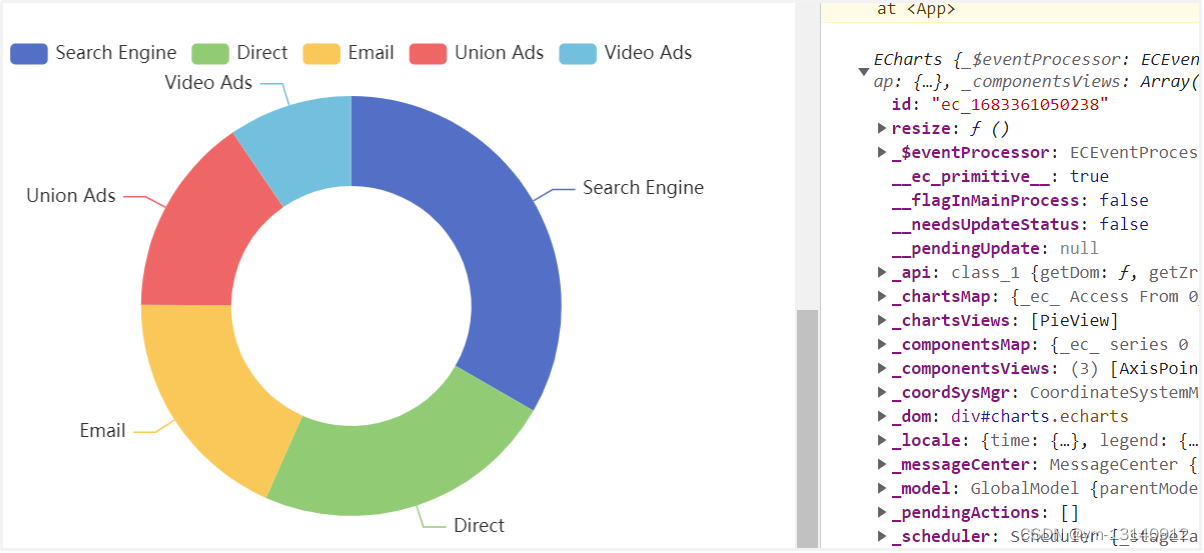 Search Engine Direct Email Union Ads Video Ads
Video Ads
Search Engine
Union Ads
Email
Direct
at <App>
ECharts {_$eventProcessor: ECEven
ap: {…}, _componentsViews: Array(
id: "ec_1683361050238"
resize: ƒ ()
_$eventProcessor: ECEventProces
__ec_primitive__: true
__flagInMainProcess: false
__needsUpdateStatus: false
__pendingUpdate: null
_api: class_1 {getDom: ƒ, getZr
_chartsMap: {_ec_ Access From 0_
_chartsViews: [PieView]
_componentsMap: {_ec_ series 0
_componentsViews: (3) [AxisPoin
_coordSysMgr: CoordinateSystemM
_dom: div#charts.echarts
_locale: {time: {…}, legend: {…
_messageCenter: MessageCenter {
_model: GlobalModel {parentMode
_pendingActions: []
_scheduler: Scheduler {_stageTa